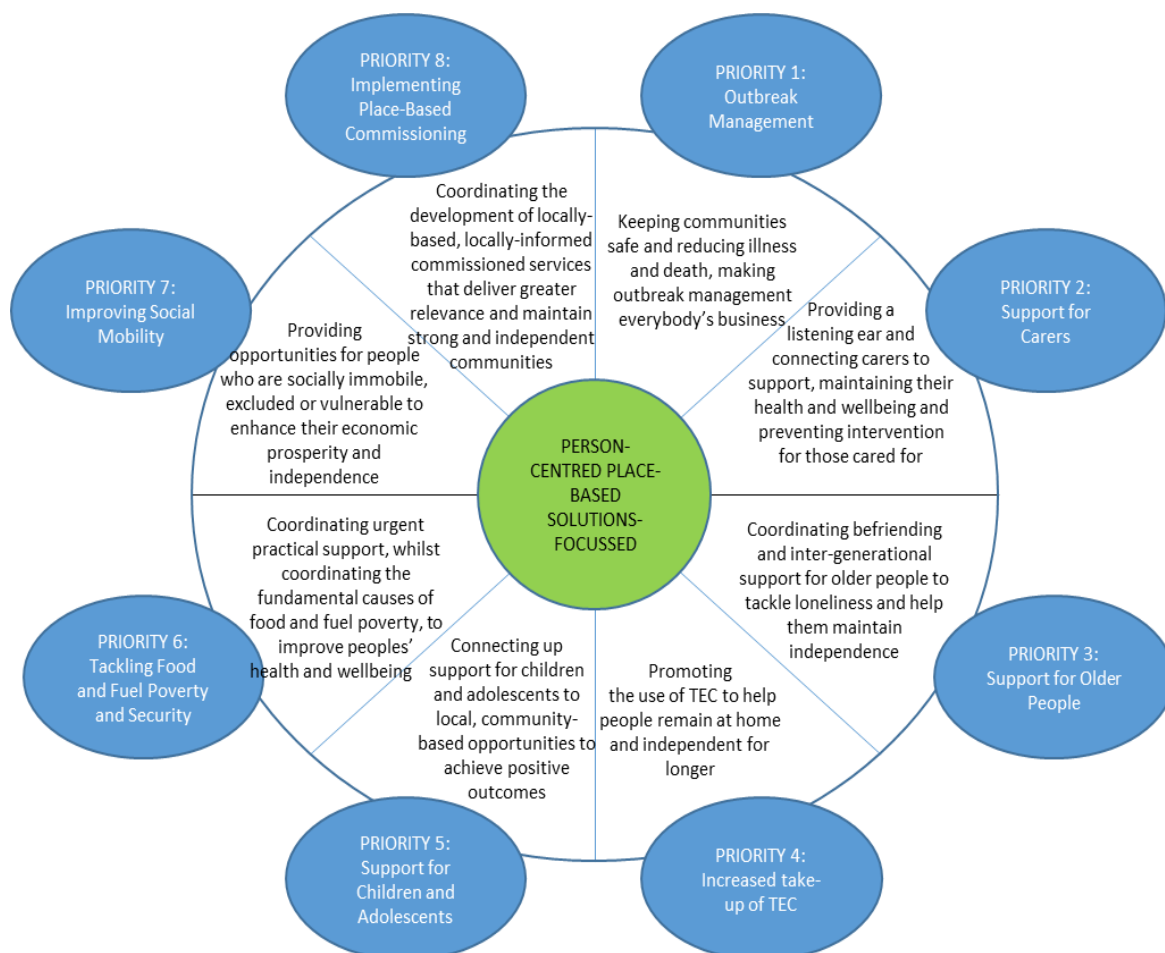 PRIORITY 8:
Implementing
Place-Based
Commissioning
PRIORITY 1:
Outbreak
Management
Coordinating the
development of locally-
based, locally-informed
commissioned services
that deliver greater
relevance and maintain
strong and independent
communities
Keeping communities
safe and reducing illness
and death, making
outbreak management
everybody’s business
PRIORITY 7:
Improving Social
Mobility
PRIORITY 2:
Support for
Carers
Providing
opportunities for people
who are socially immobile,
excluded or vulnerable to
enhance their economic
prosperity and
independence
Providing a
listening ear and
connecting carers to
support, maintaining their
health and wellbeing and
preventing intervention
for those cared for
PERSON-
CENTRED PLACE-
BASED
SOLUTIONS-
FOCUSSED
Coordinating urgent
practical support, whilst
coordinating the
fundamental causes of
food and fuel poverty, to
improve peoples’
health and wellbeing
Coordinating befriending
and inter-generational
support for older people to
tackle loneliness and help
them maintain
independence
PRIORITY 6:
Tackling Food
and Fuel Poverty
and Security
PRIORITY 3:
Support for Older
People
Connecting up
support for children
and adolescents to
local, community-
based opportunities to
achieve positive
outcomes
Promoting
the use of TEC to help
people remain at home
and independent for
longer
PRIORITY 5:
Support for
Children and
Adolescents
PRIORITY 4:
Increased take-
up of TEC